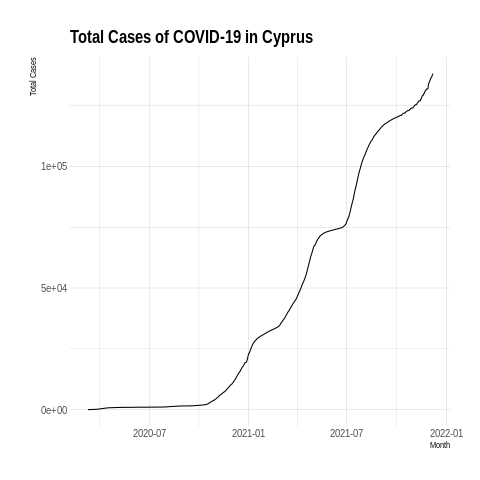 Total Cases of COVID-19 in Cyprus
Total Cases
1e+05
5e+04
0e+00
2020-07 2021-01 2021-07 2022-01
Month